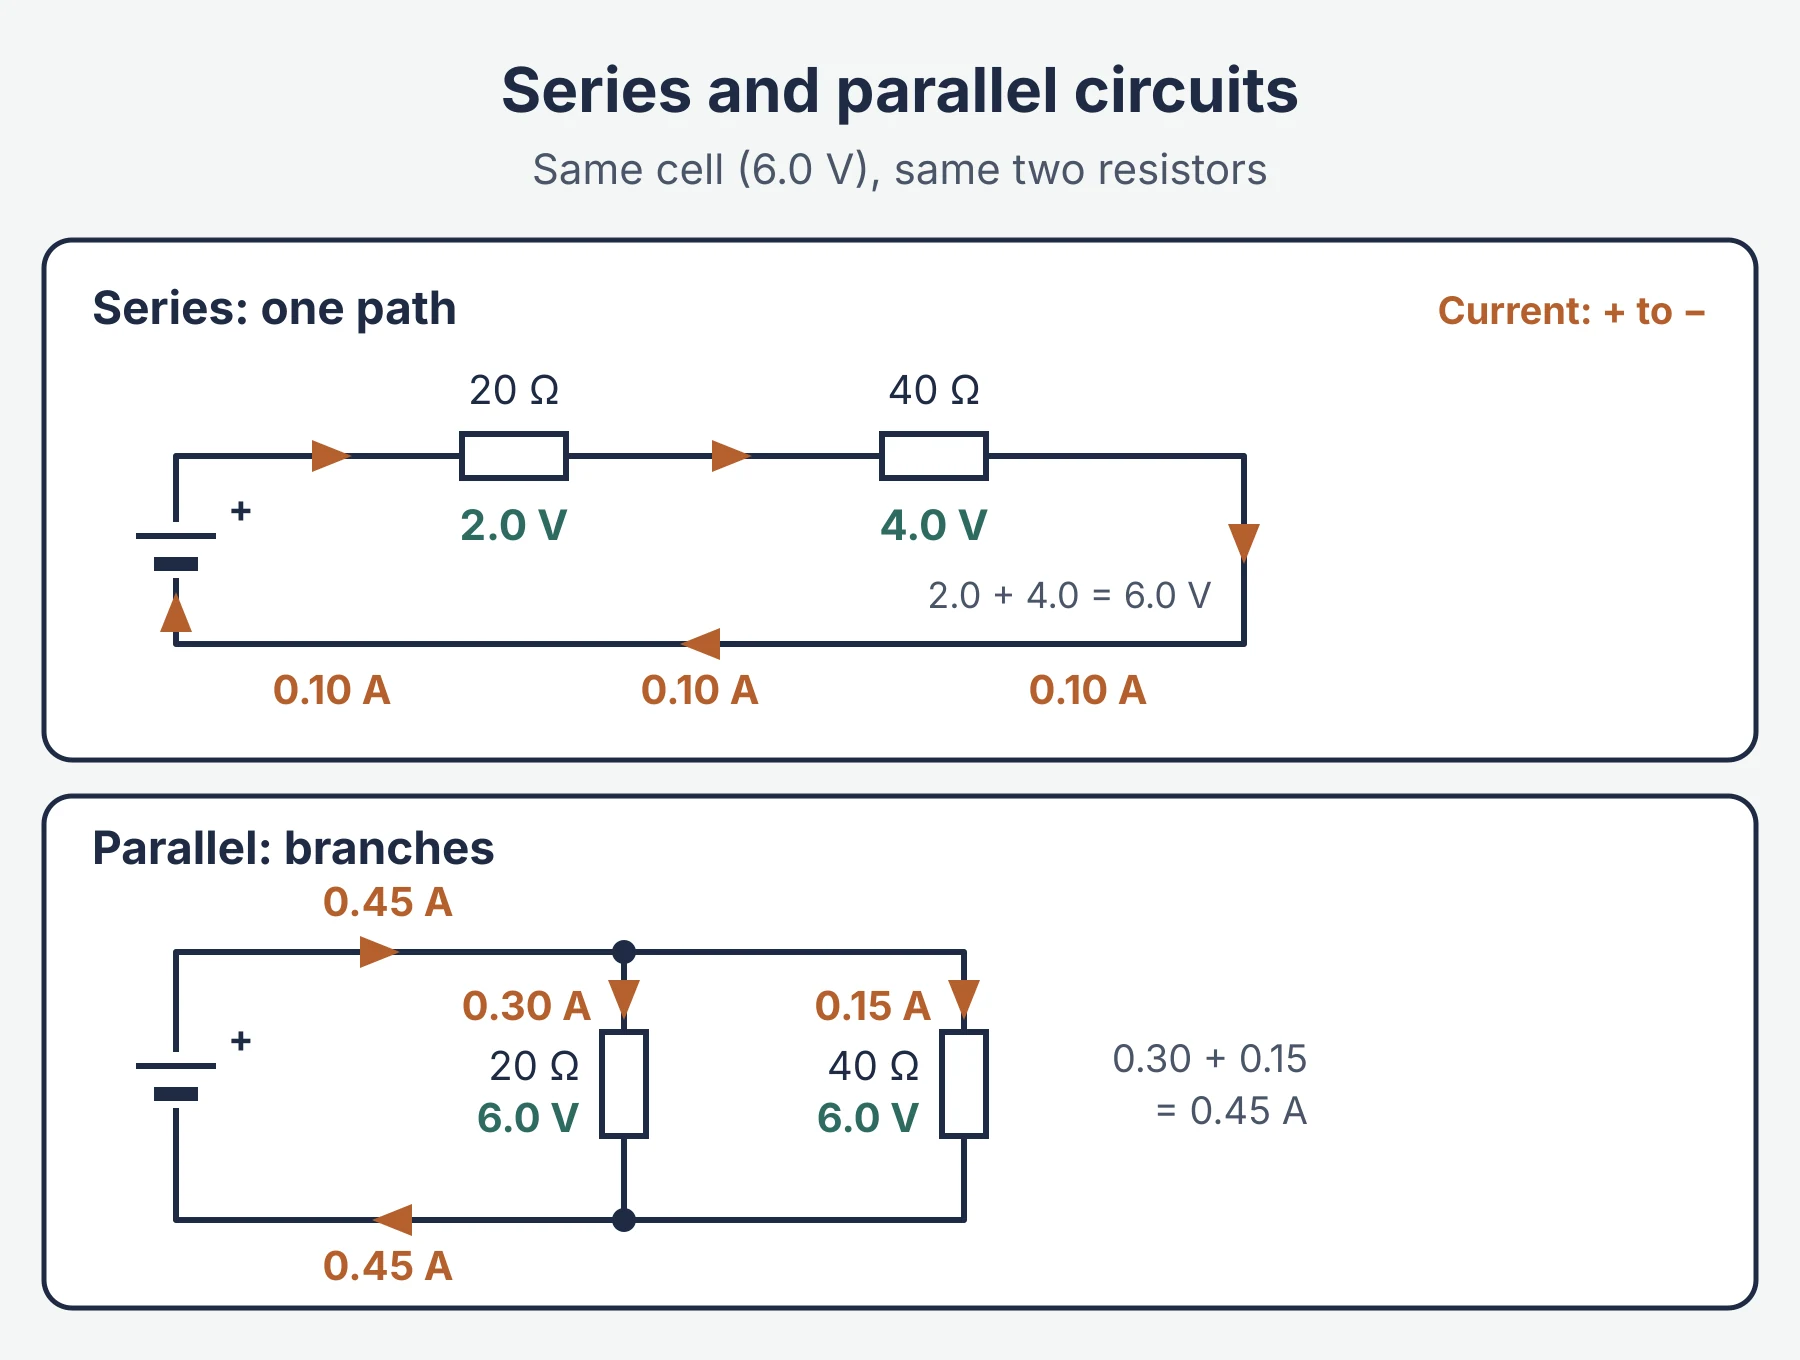 Series and parallel circuits
Same cell (6.0 V), same two resistors
Series: one path
Current: + to −
20 Ω
40 Ω
+
2.0 V
4.0 V
2.0 + 4.0 = 6.0 V
0.10 A
0.10 A
0.10 A
Parallel: branches
0.45 A
0.30 A
0.15 A
+
20 Ω
40 Ω
0.30 + 0.15
6.0 V
6.0 V
= 0.45 A
0.45 A